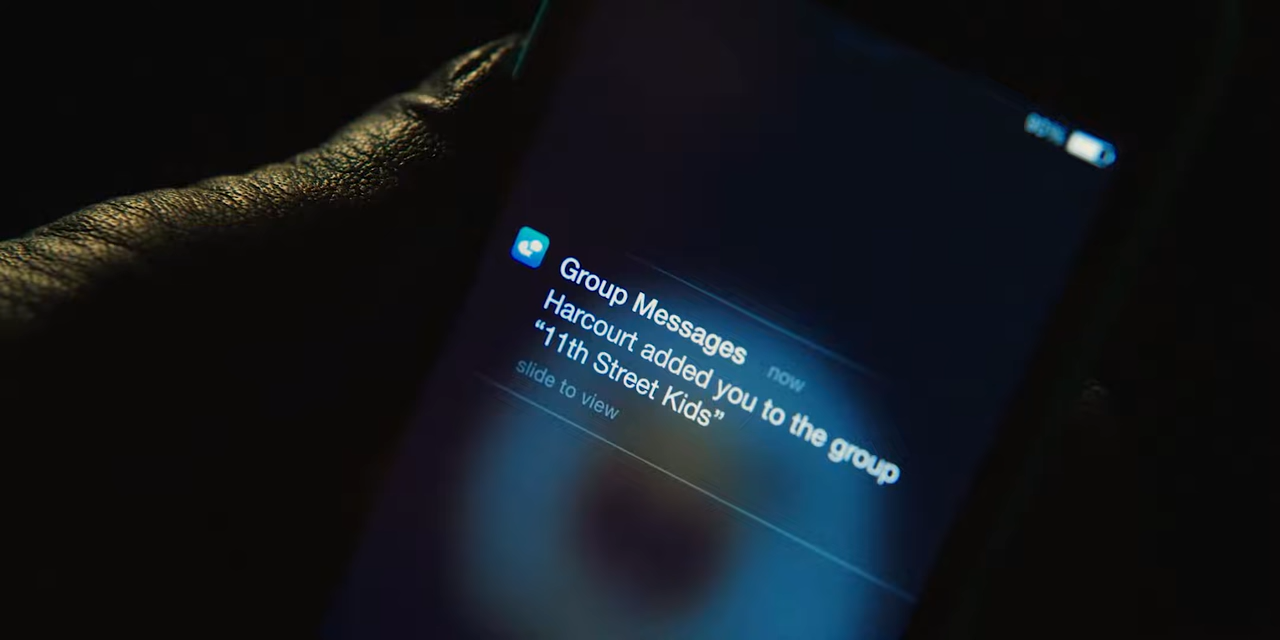 Group Messages now
Harcourt added you to the group
“11th Street Kids”
slide to view